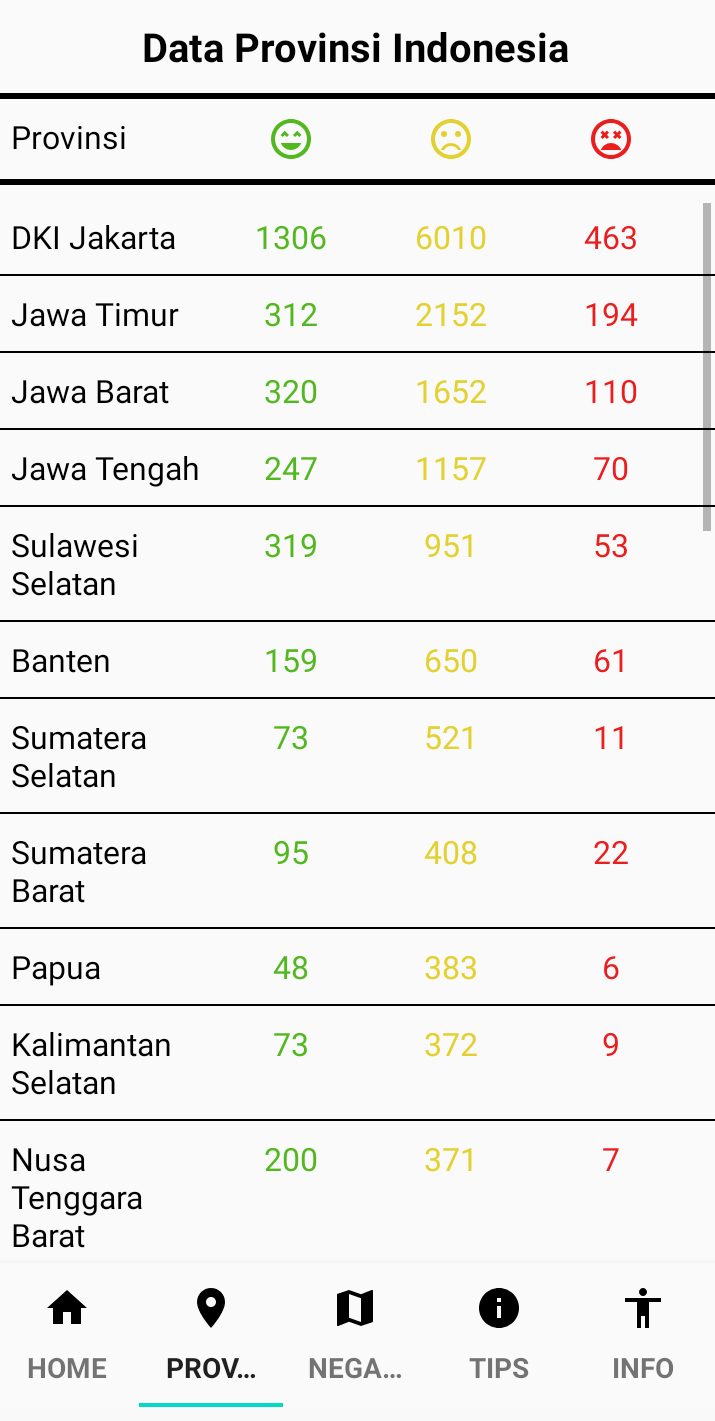 Data Provinsi Indonesia
Provinsi
DKI Jakarta 1306 6010 463
Jawa Timur 312 2152 194
Jawa Barat 320 1652 110
Jawa Tengah 247 1157 70
Sulawesi 319 951 53
Selatan
Banten 159 650 61
Sumatera 73 521 11
Selatan
Sumatera 95 408 22
Barat
Papua 48 383 6
Kalimantan 73 372 9
Selatan
Nusa 200 371 7
Tenggara
Barat
HOME PROV... NEGA... TIPS INFO